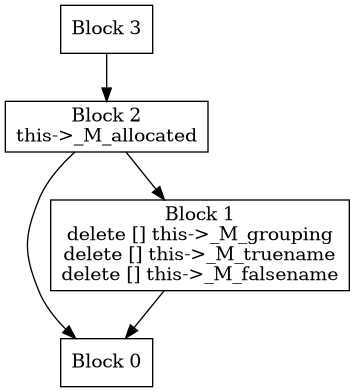 Block 3
Block 2
this->_M_allocated
Block 1
delete [] this->_M_grouping
delete [] this->_M_truename
delete [] this->_M_falsename
Block 0